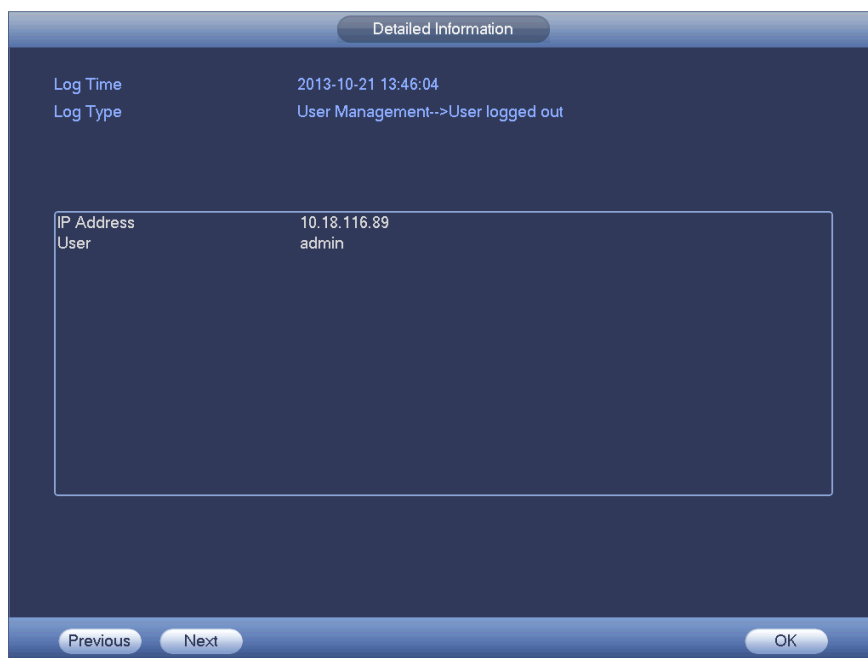 Detailed Information
Log Time 2013-10-21 13:46:04
Log Type User Management-->User logged out
IP Address 10.18.116.89
User admin
Previous Next OK